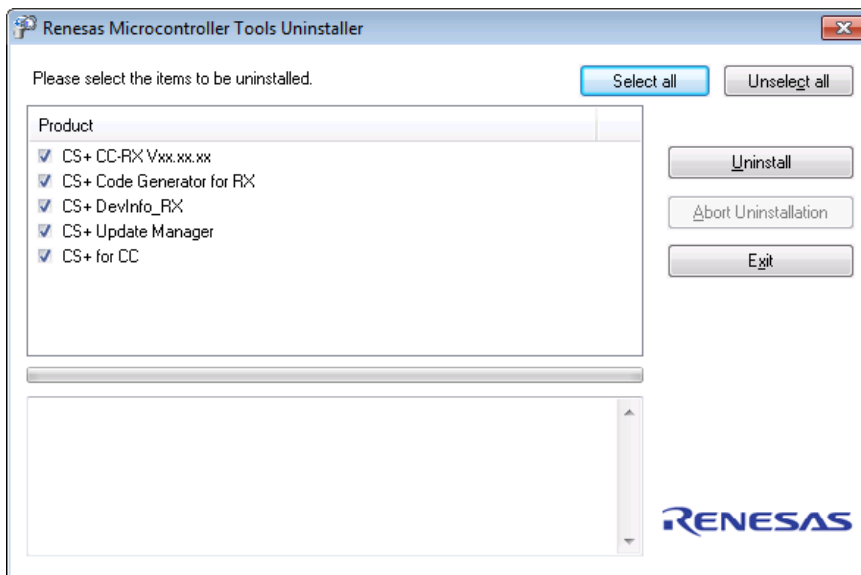 Renesas Microcontroller Tools Uninstaller
Please select the items to be uninstalled.
Select all
Unselect all
Product
CS+ CC-RX Vxx.xx.xx
CS+ Code Generator for RX
CS+ DevInfo_RX
CS+ Update Manager
CS+ for CC
Uninstall
Abort Uninstallation
Exit
RENESAS